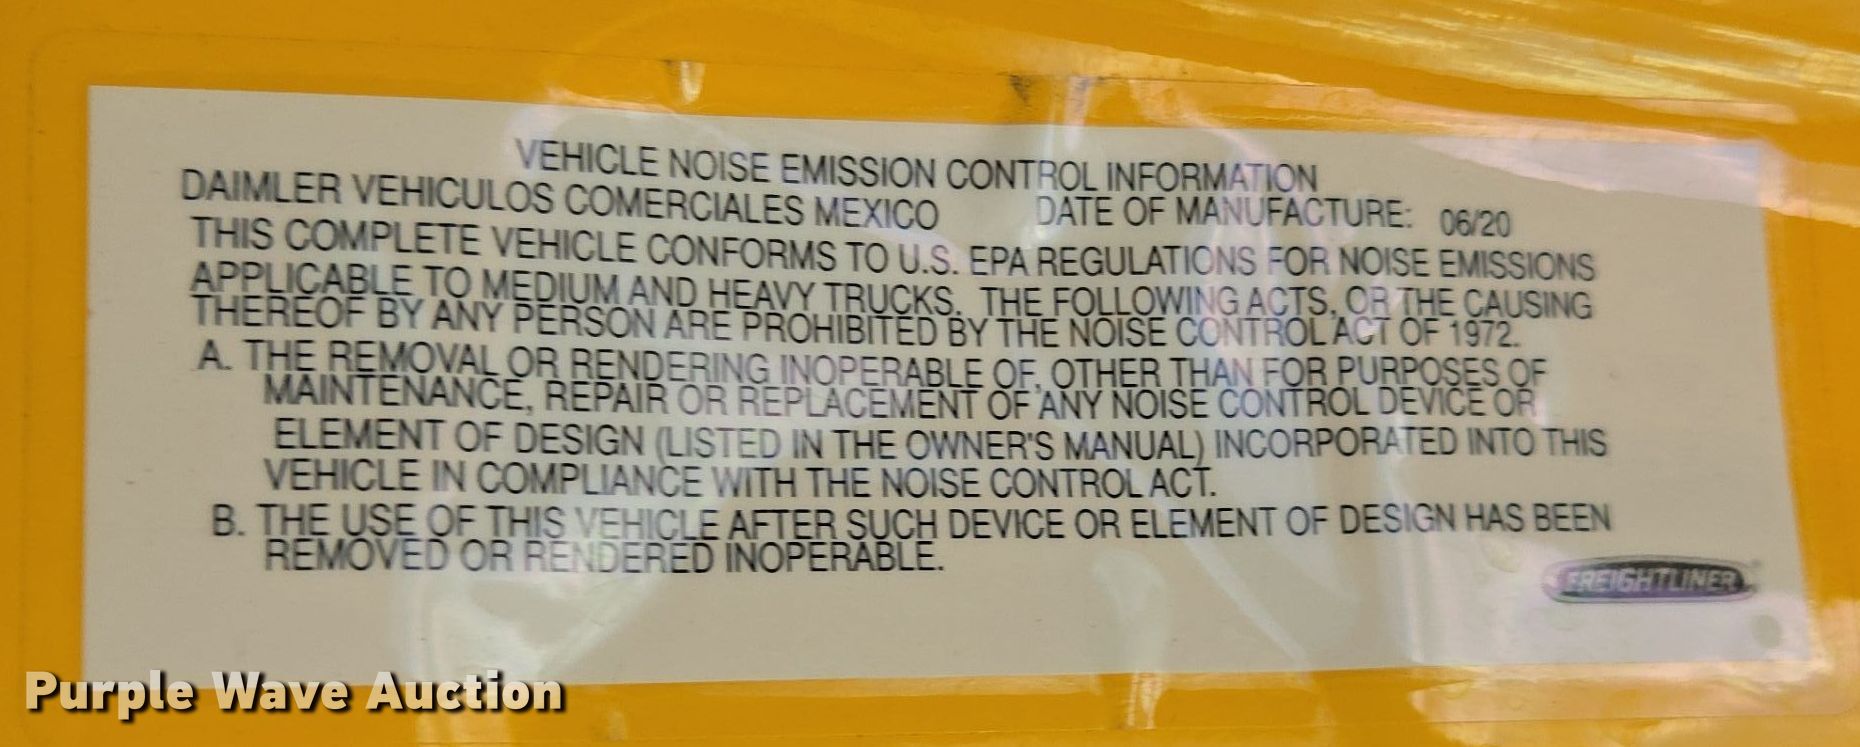 VEHICLE NOISE EMISSION CONTROL INFORMATION
DAIMLER VEHICULOS COMERCIALES MEXICO DATE OF MANUFACTURE: 06/20
THIS COMPLETE VEHICLE CONFORMS TO U.S. EPA REGULATIONS FOR NOISE EMISSIONS
APPLICABLE TO MEDIUM AND HEAVY TRUCKS. THE FOLLOWING ACTS, OR THE CAUSING
THEREOF BY ANY PERSON ARE PROHIBITED BY THE NOISE CONTROL ACT OF 1972.
A. THE REMOVAL OR RENDERING INOPERABLE OF, OTHER THAN FOR PURPOSES OF
MAINTENANCE, REPAIR OR REPLACEMENT OF ANY NOISE CONTROL DEVICE OR
ELEMENT OF DESIGN (LISTED IN THE OWNER'S MANUAL) INCORPORATED INTO THIS
VEHICLE IN COMPLIANCE WITH THE NOISE CONTROL ACT.
B. THE USE OF THIS VEHICLE AFTER SUCH DEVICE OR ELEMENT OF DESIGN HAS BEEN
REMOVED OR RENDERED INOPERABLE.
FREIGHTLINER
Purple Wave Auction